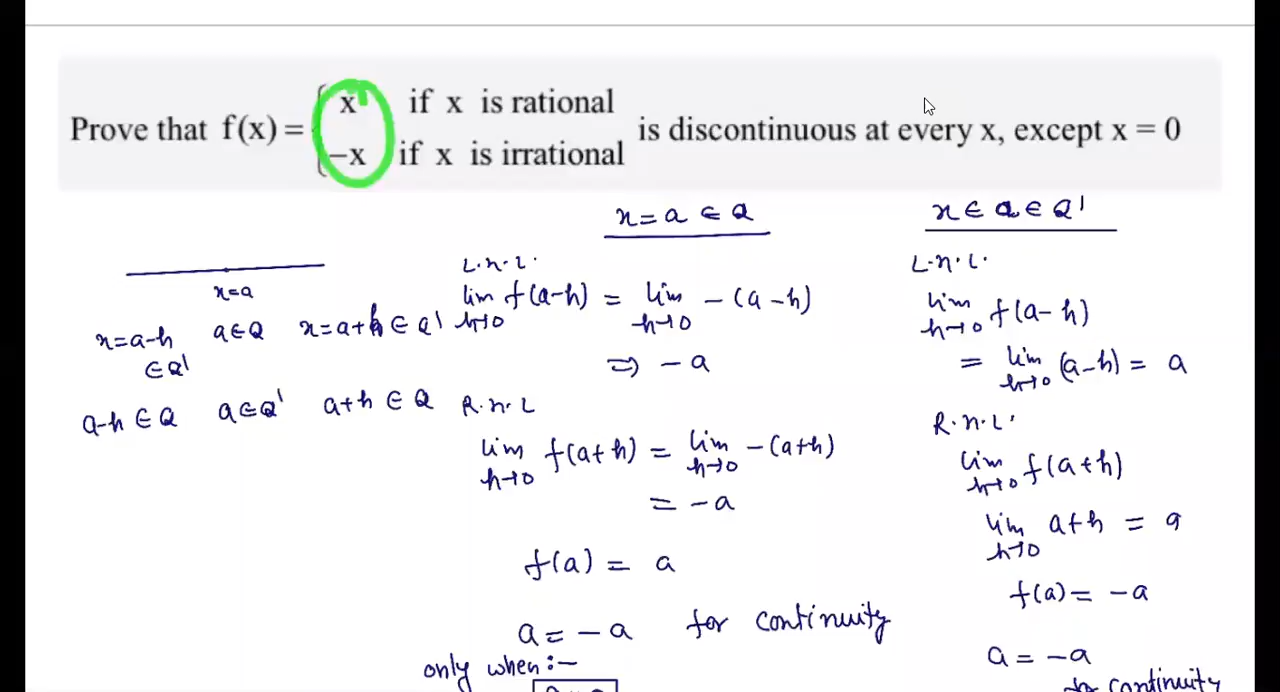 Prove that f(x) = { x if x is rational
−x if x is irrational is discontinuous at every x, except x = 0
x = a ∈ Q
x ∈ a ∈ Q'
x=a
x=a-h a∈Q x=a+h ∈ Q'
∈Q'
a-h ∈ Q a∈Q' a+h ∈ Q
L.H.L.
lim h→0 f(a-h) = lim h→0 -(a-h)
⇒ -a
R.H.L
lim h→0 f(a+h) = lim h→0 -(a+h)
= -a
f(a) = a
a = -a for continuity
only when :-
L.H.L.
lim h→0 f(a-h)
= lim h→0 (a-h) = a
R.H.L.
lim h→0 f(a+h)
lim h→0 a+h = a
f(a) = -a
a = -a
for continuity